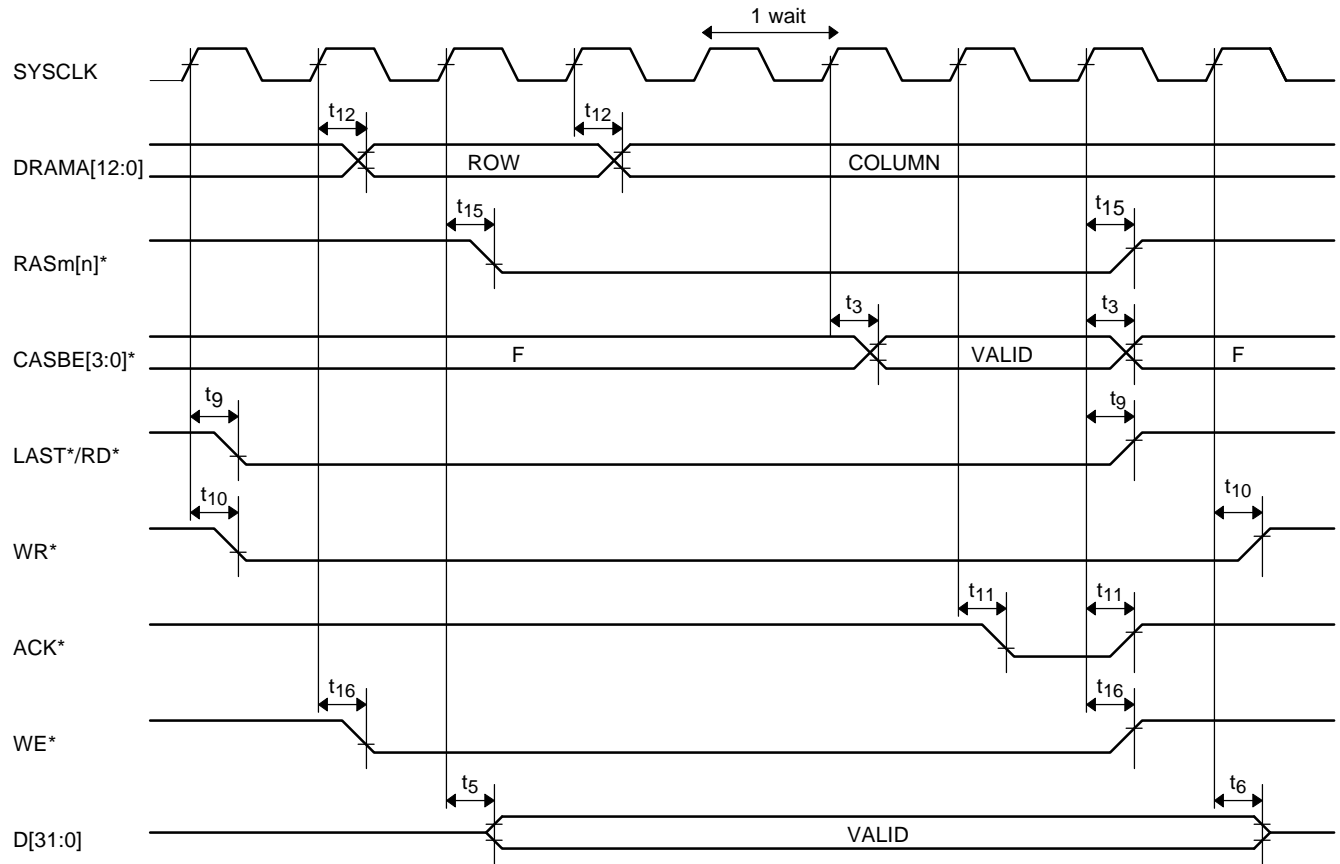 1 wait
SYSCLK
t12 t12
DRAMA[12:0] ROW COLUMN
t15 t15
RASm[n]*
t3 t3
CASBE[3:0]* F VALID F
t9 t9
LAST*/RD*
t10 t10
WR*
t11 t11
ACK*
t16 t16
WE*
t5 t6
D[31:0] VALID